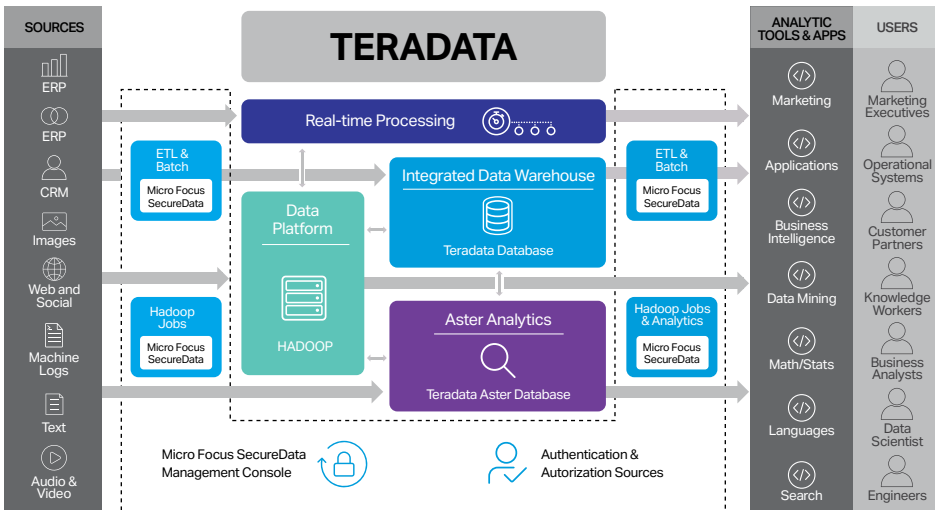 SOURCES
ERP
ERP
CRM
Images
Web and
Social
Machine
Logs
Text
Audio &
Video
TERADATA
Real-time Processing
ETL &
Batch
Micro Focus
SecureData
Hadoop
Jobs
Micro Focus
SecureData
Data
Platform
HADOOP
Integrated Data Warehouse
Teradata Database
Aster Analytics
Teradata Aster Database
ETL &
Batch
Micro Focus
SecureData
Hadoop Jobs
& Analytics
Micro Focus
SecureData
Micro Focus SecureData
Management Console
Authentication &
Autorization Sources
ANALYTIC
TOOLS & APPS
Marketing
Applications
Business
Intelligence
Data Mining
Math/Stats
Languages
Search
USERS
Marketing
Executives
Operational
Systems
Customer
Partners
Knowledge
Workers
Business
Analysts
Data
Scientist
Engineers